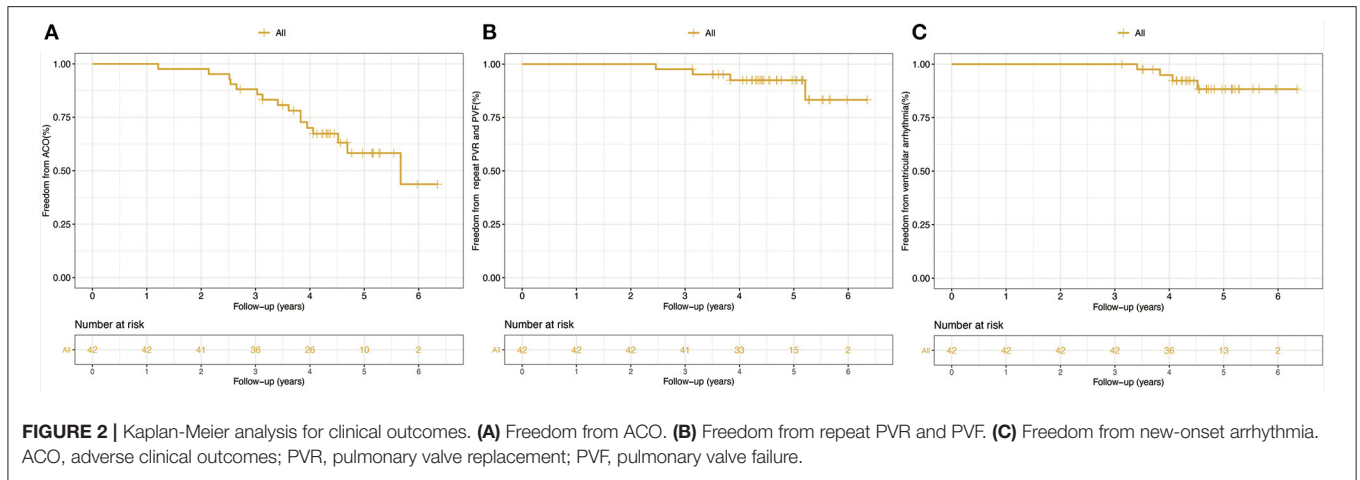 A
All
1.00
0.75
0.50
0.25
0.00
Freedom from ACO(%)
0 1 2 3 4 5 6
Follow-up (years)
Number at risk
All 42 42 41 36 26 10 2
0 1 2 3 4 5 6
Follow-up (years)
B
All
1.00
0.75
0.50
0.25
0.00
Freedom from repeat PVR and PVF(%)
0 1 2 3 4 5 6
Follow-up (years)
Number at risk
All 42 42 42 41 33 15 2
0 1 2 3 4 5 6
Follow-up (years)
C
All
1.00
0.75
0.50
0.25
0.00
Freedom from ventricular arrhythmia(%)
0 1 2 3 4 5 6
Follow-up (years)
Number at risk
All 42 42 42 42 36 13 2
0 1 2 3 4 5 6
Follow-up (years)
FIGURE 2 | Kaplan-Meier analysis for clinical outcomes. (A) Freedom from ACO. (B) Freedom from repeat PVR and PVF. (C) Freedom from new-onset arrhythmia.
ACO, adverse clinical outcomes; PVR, pulmonary valve replacement; PVF, pulmonary valve failure.